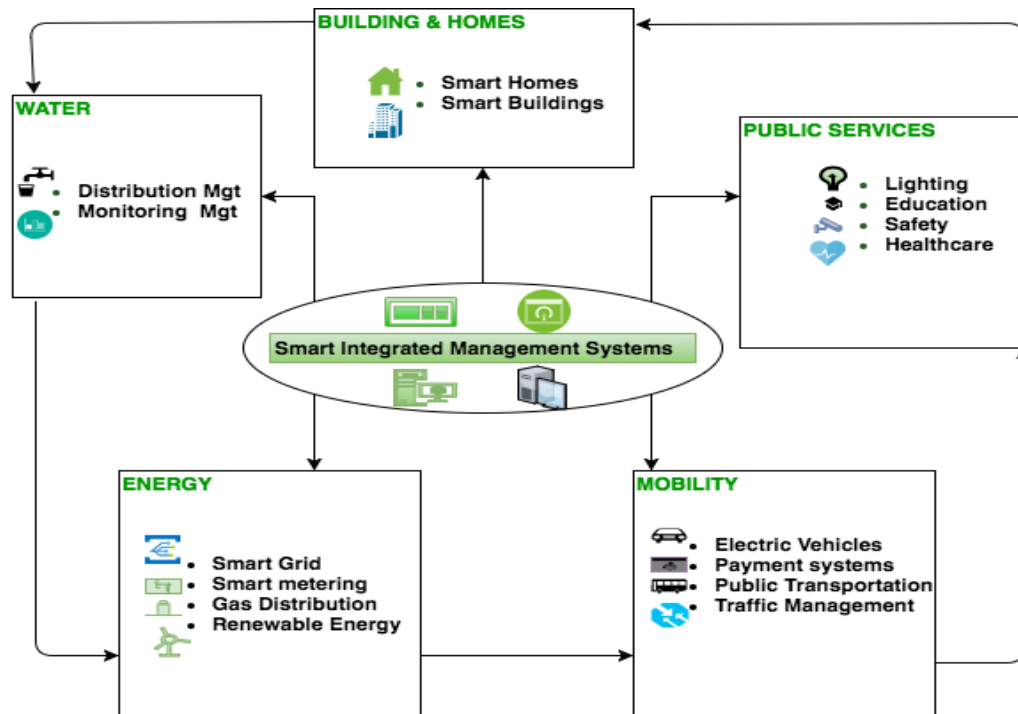 BUILDING & HOMES
Smart Homes
Smart Buildings
WATER
Distribution Mgt
Monitoring Mgt
PUBLIC SERVICES
Lighting
Education
Safety
Healthcare
Smart Integrated Management Systems
ENERGY
Smart Grid
Smart metering
Gas Distribution
Renewable Energy
MOBILITY
Electric Vehicles
Payment systems
Public Transportation
Traffic Management